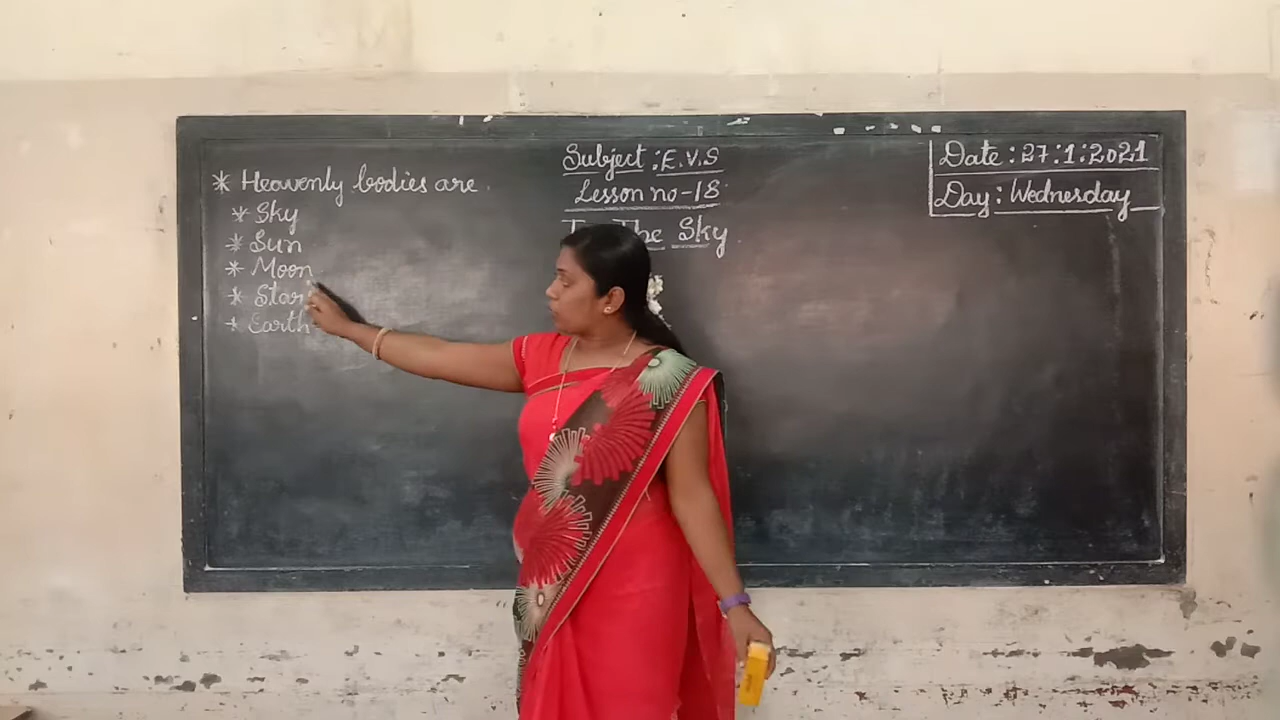 * Heavenly bodies are.
* Sky
* Sun
* Moon
* Star
* Earth
Subject : E.V.S
Lesson no-18
The Sky
Date : 27:1:2021
Day : Wednesday